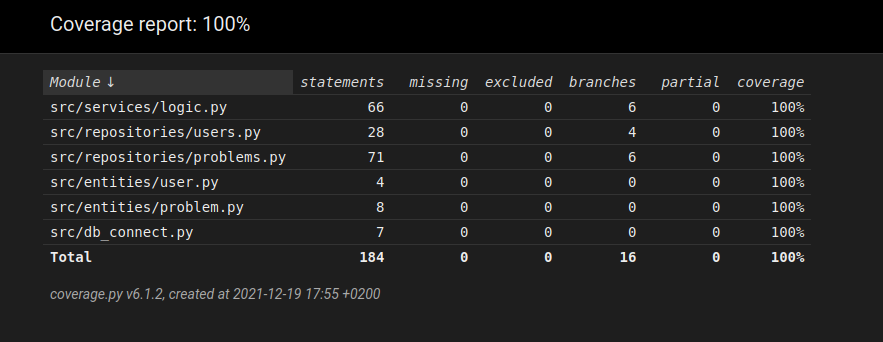 Coverage report: 100%
Module ↓ statements missing excluded branches partial coverage
src/services/logic.py 66 0 0 6 0 100%
src/repositories/users.py 28 0 0 4 0 100%
src/repositories/problems.py 71 0 0 6 0 100%
src/entities/user.py 4 0 0 0 0 100%
src/entities/problem.py 8 0 0 0 0 100%
src/db_connect.py 7 0 0 0 0 100%
Total 184 0 0 16 0 100%
coverage.py v6.1.2, created at 2021-12-19 17:55 +0200